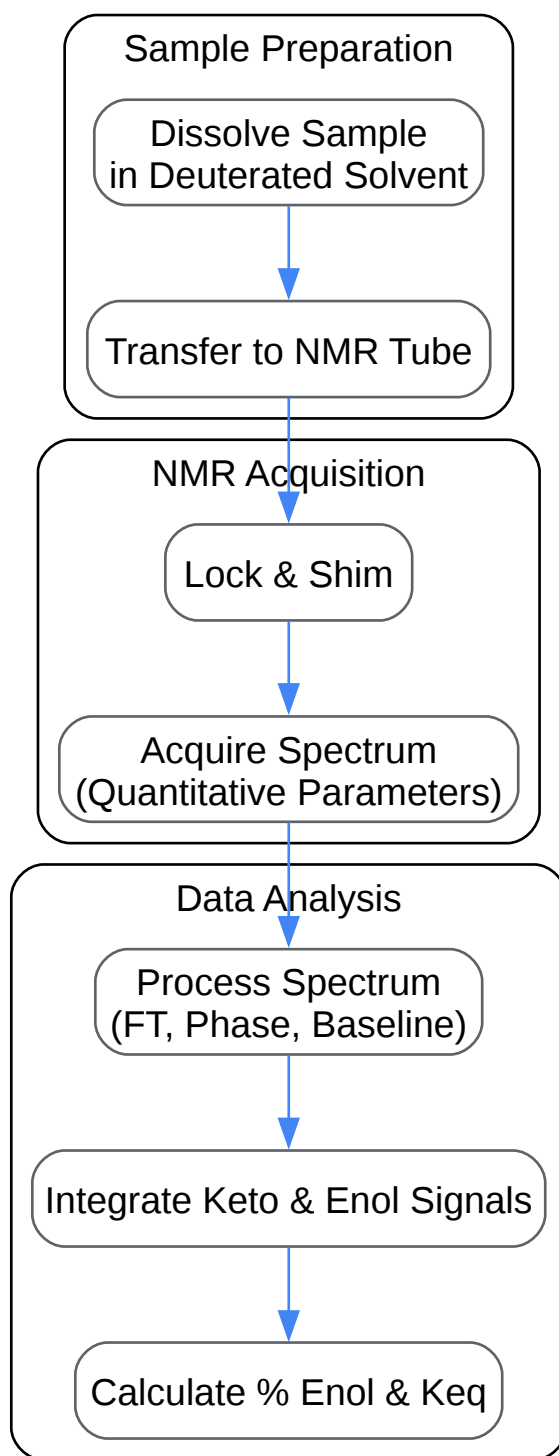 Sample Preparation
Dissolve Sample
in Deuterated Solvent
Transfer to NMR Tube
NMR Acquisition
Lock & Shim
Acquire Spectrum
(Quantitative Parameters)
Data Analysis
Process Spectrum
(FT, Phase, Baseline)
Integrate Keto & Enol Signals
Calculate % Enol & Keq